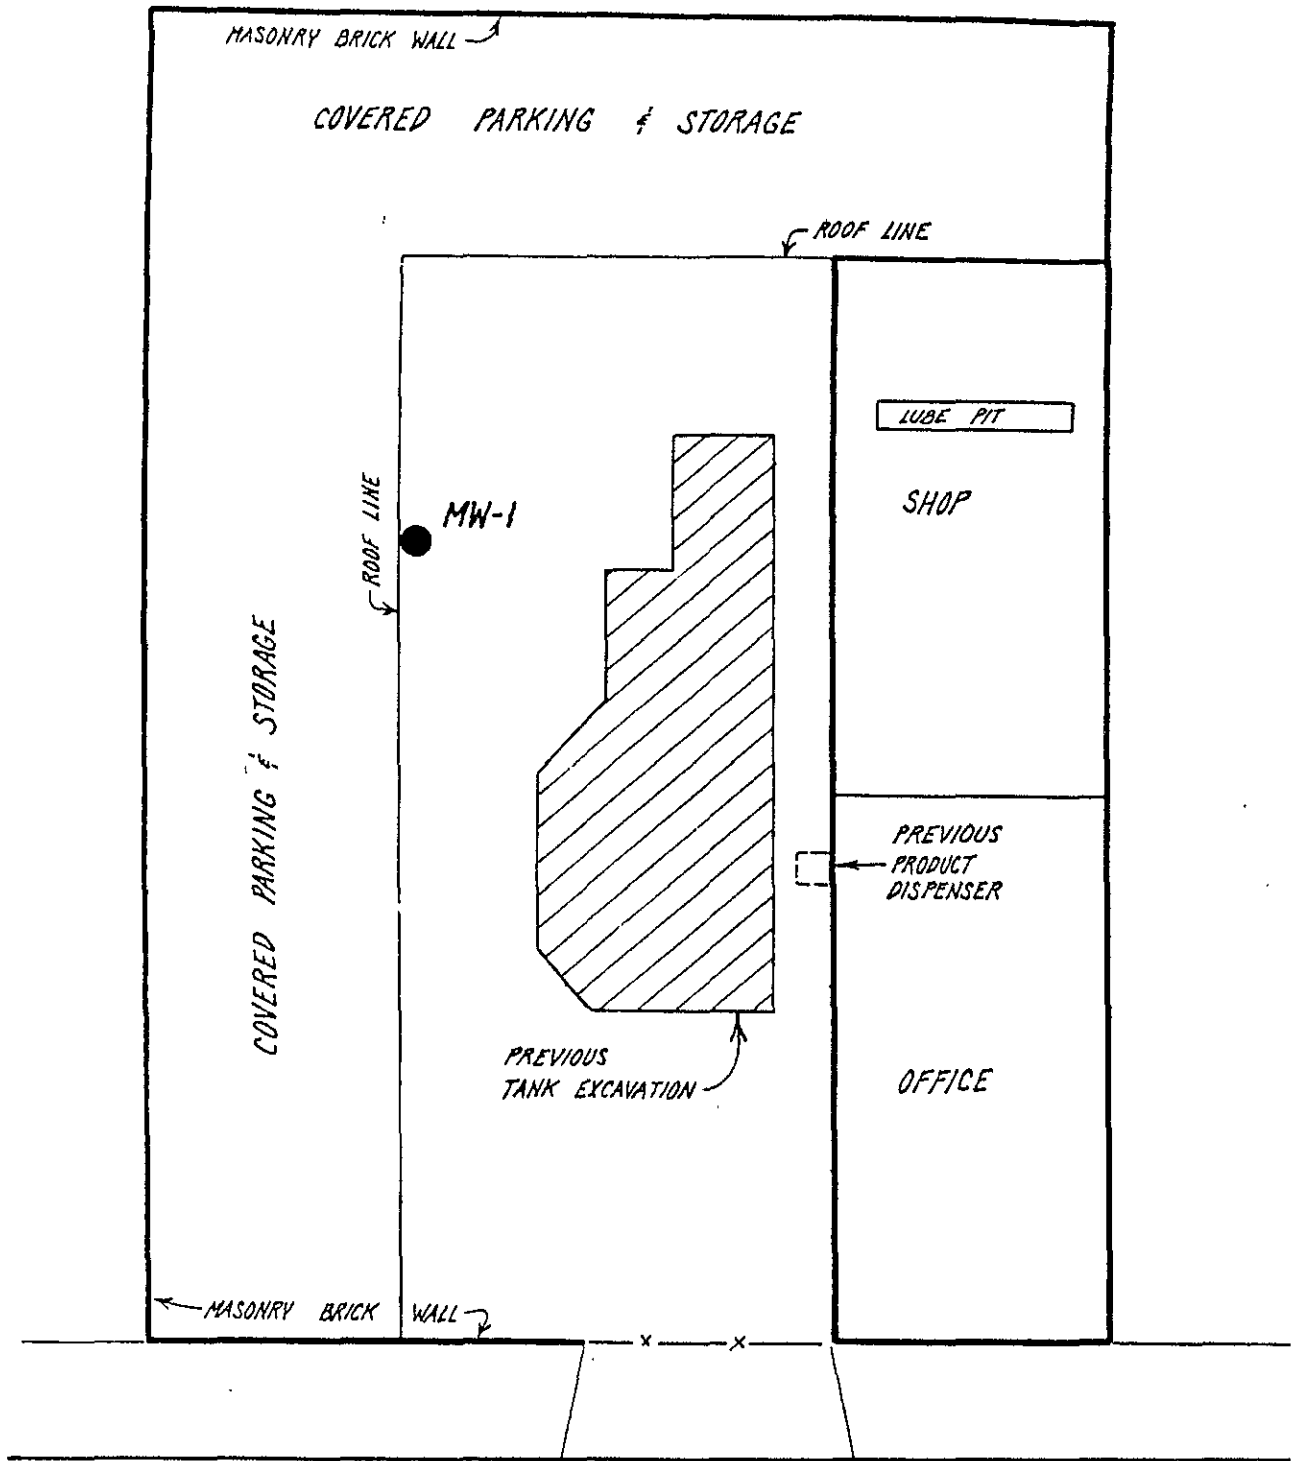 MASONRY BRICK WALL
COVERED PARKING & STORAGE
ROOF LINE
LUBE PIT
SHOP
MW-1
ROOF LINE
COVERED PARKING & STORAGE
PREVIOUS
PRODUCT
DISPENSER
PREVIOUS
TANK EXCAVATION
OFFICE
MASONRY BRICK WALL
x x